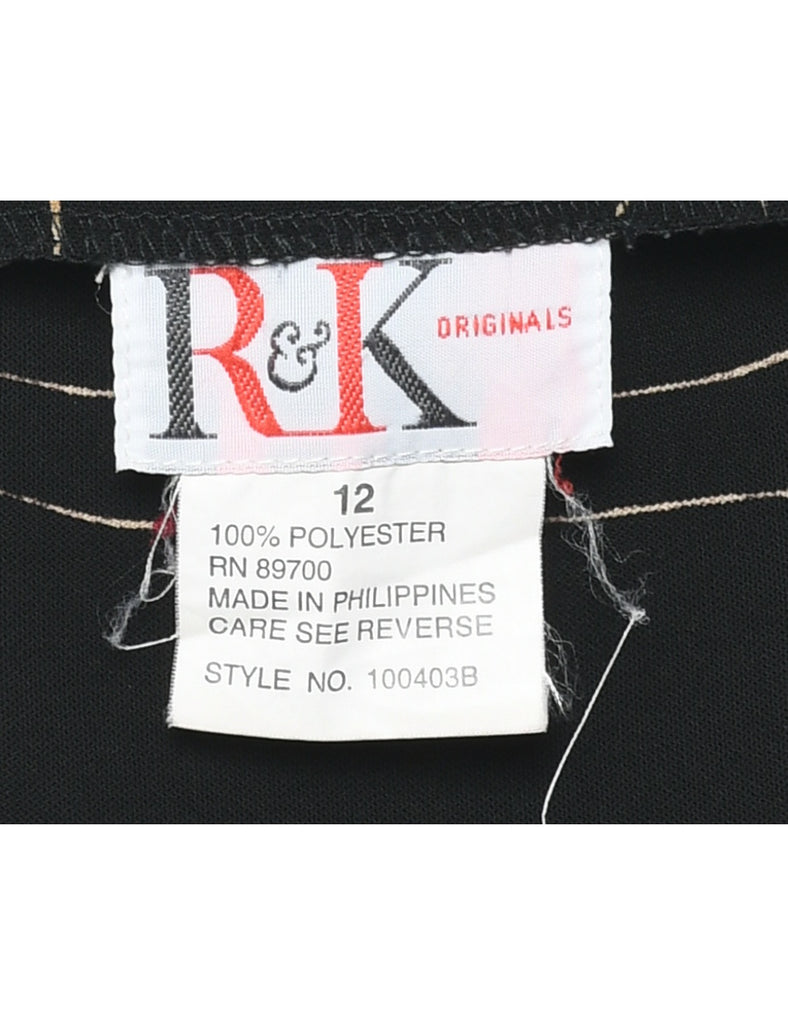 R&K ORIGINALS
12
100% POLYESTER
RN 89700
MADE IN PHILIPPINES
CARE SEE REVERSE
STYLE NO. 100403B